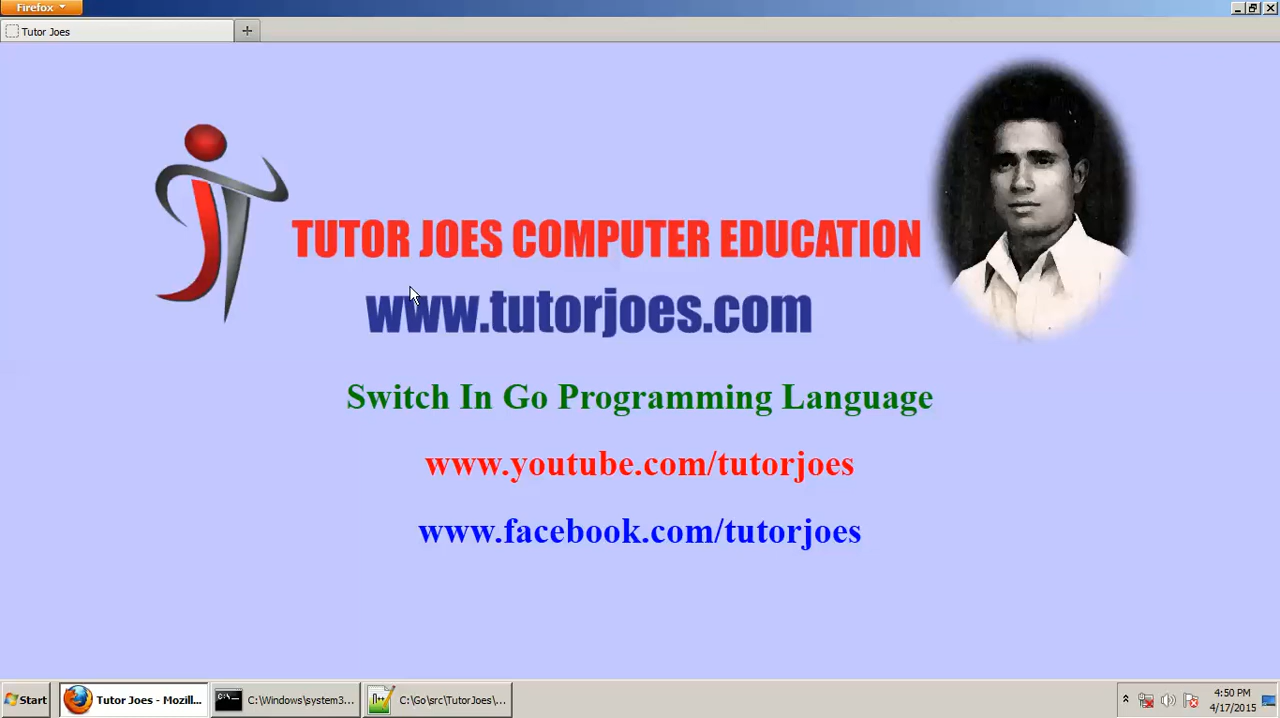 Firefox
Tutor Joes
TUTOR JOES COMPUTER EDUCATION
www.tutorjoes.com
Switch In Go Programming Language
www.youtube.com/tutorjoes
www.facebook.com/tutorjoes
Start
Tutor Joes - Mozill...
C:\Windows\system3...
C:\Go\src\TutorJoes\...
4:50 PM
4/17/2015